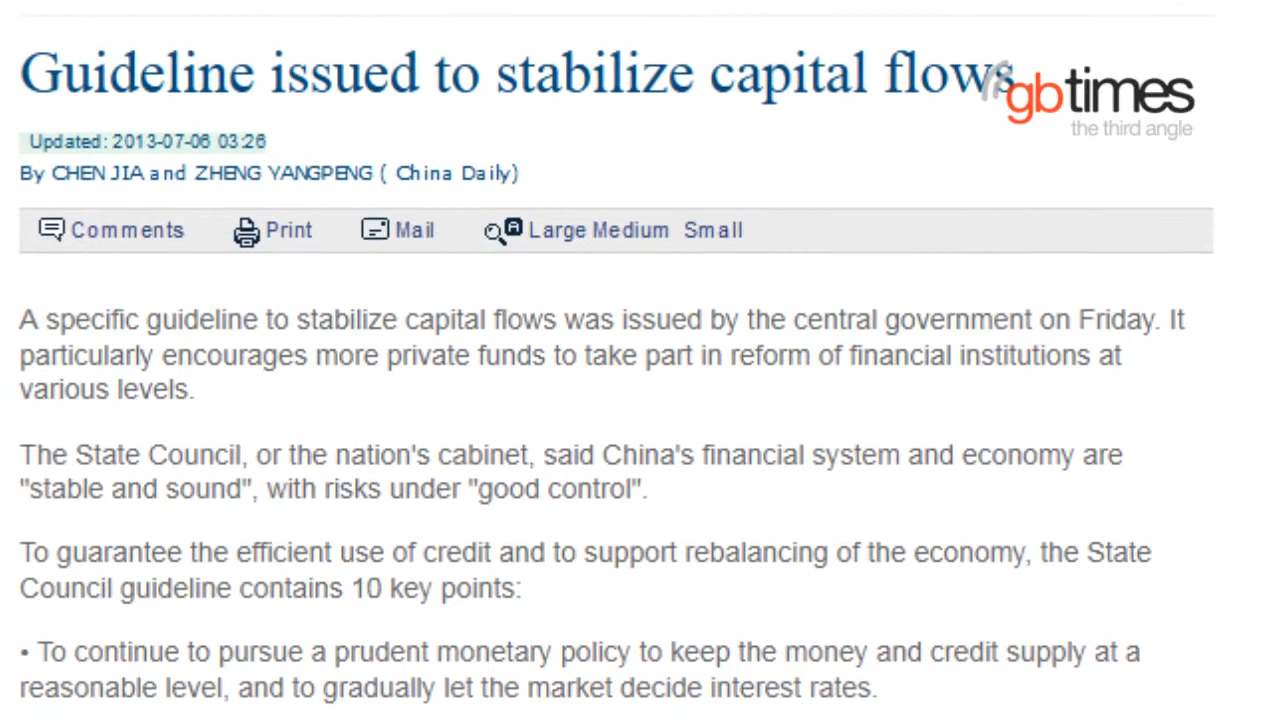 Guideline issued to stabilize capital flows
gbtimes
the third angle
Updated: 2013-07-06 03:26
By CHEN JIA and ZHENG YANGPENG ( China Daily)
Comments Print Mail Large Medium Small
A specific guideline to stabilize capital flows was issued by the central government on Friday. It
particularly encourages more private funds to take part in reform of financial institutions at
various levels.
The State Council, or the nation's cabinet, said China's financial system and economy are
"stable and sound", with risks under "good control".
To guarantee the efficient use of credit and to support rebalancing of the economy, the State
Council guideline contains 10 key points:
• To continue to pursue a prudent monetary policy to keep the money and credit supply at a
reasonable level, and to gradually let the market decide interest rates.